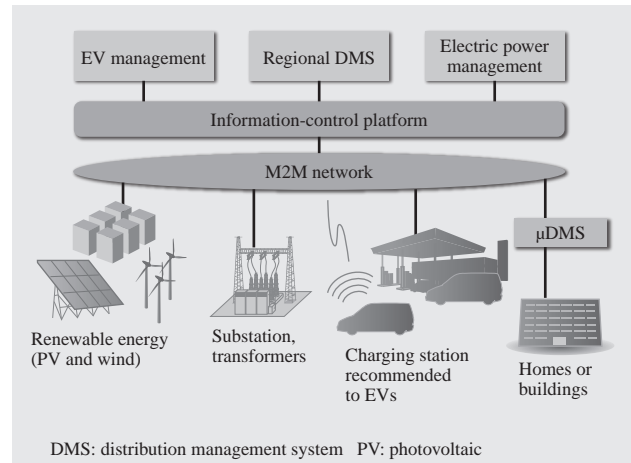 EV management
Regional DMS
Electric power
management
Information-control platform
M2M network
μDMS
Renewable energy
(PV and wind)
Substation,
transformers
Charging station
recommended
to EVs
Homes or
buildings
DMS: distribution management system PV: photovoltaic